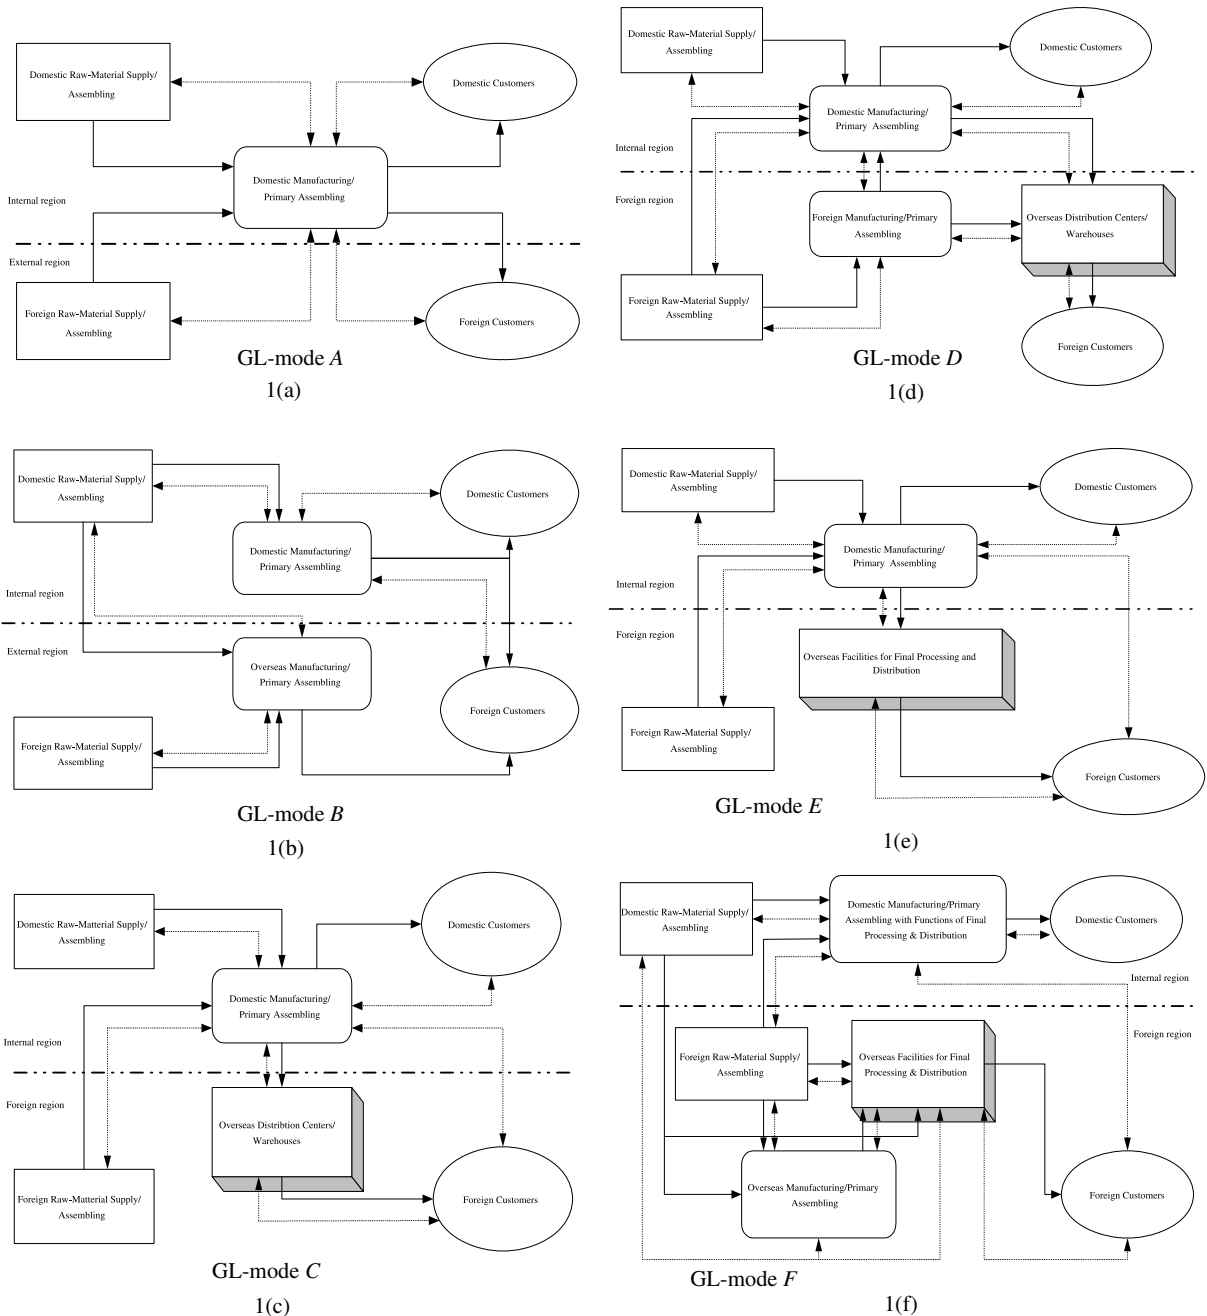 Domestic Raw-Material Supply/
Assembling
Domestic Customers
Domestic Manufacturing/
Primary Assembling
Internal region
External region
Foreign Raw-Material Supply/
Assembling
Foreign Customers
GL-mode A
1(a)
Domestic Raw-Material Supply/
Assembling
Domestic Customers
Domestic Manufacturing/
Primary Assembling
Internal region
Foreign region
Foreign Manufacturing/Primary
Assembling
Overseas Distribution Centers/
Warehouses
Foreign Raw-Material Supply/
Assembling
Foreign Customers
GL-mode D
1(d)
Domestic Raw-Material Supply/
Assembling
Domestic Customers
Domestic Manufacturing/
Primary Assembling
Internal region
External region
Overseas Manufacturing/
Primary Assembling
Foreign Customers
Foreign Raw-Material Supply/
Assembling
GL-mode B
1(b)
Domestic Raw-Material Supply/
Assembling
Domestic Customers
Domestic Manufacturing/
Primary Assembling
Internal region
Foreign region
Overseas Facilities for Final Processing and
Distribution
Foreign Raw-Material Supply/
Assembling
Foreign Customers
GL-mode E
1(e)
Domestic Raw-Matterial Supply/
Assembling
Domestic Customers
Domestic Manufacturing/
Primary Assembling
Internal region
Foreign region
Overseas Distribtion Centers/
Warehouses
Foreign Raw-Matterial Supply/
Assembling
Foreign Customers
GL-mode C
1(c)
Domestic Raw-Material Supply/
Assembling
Domestic Manufacturing/Primary
Assembling with Functions of Final
Processing & Distribution
Domestic Customers
Internal region
Foreign region
Foreign Raw-Material Supply/
Assembling
Overseas Facilities for Final
Processing & Distribution
Overseas Manufacturing/Primary
Assembling
Foreign Customers
GL-mode F
1(f)